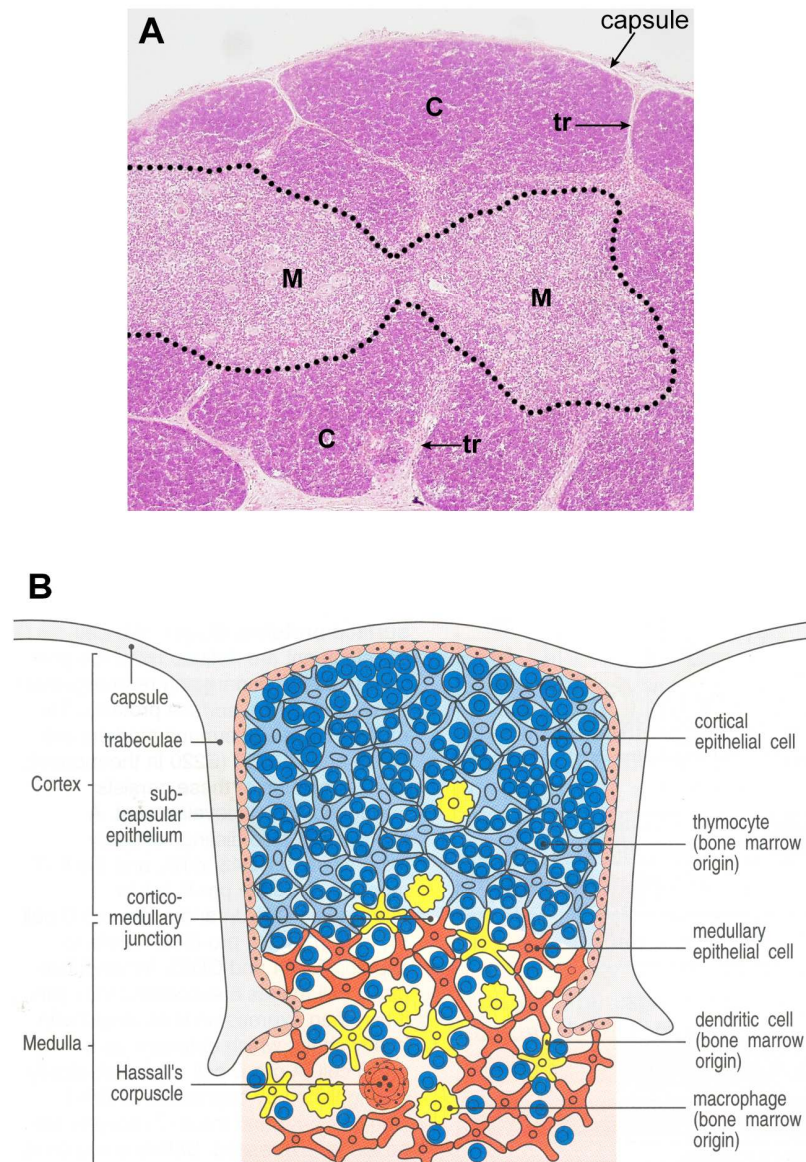 A
capsule
C
tr
M
M
C
tr
B
capsule
trabeculae
Cortex
sub-
capsular
epithelium
cortico-
medullary
junction
Medulla
Hassall's
corpuscle
cortical
epithelial cell
thymocyte
(bone marrow
origin)
medullary
epithelial cell
dendritic cell
(bone marrow
origin)
macrophage
(bone marrow
origin)